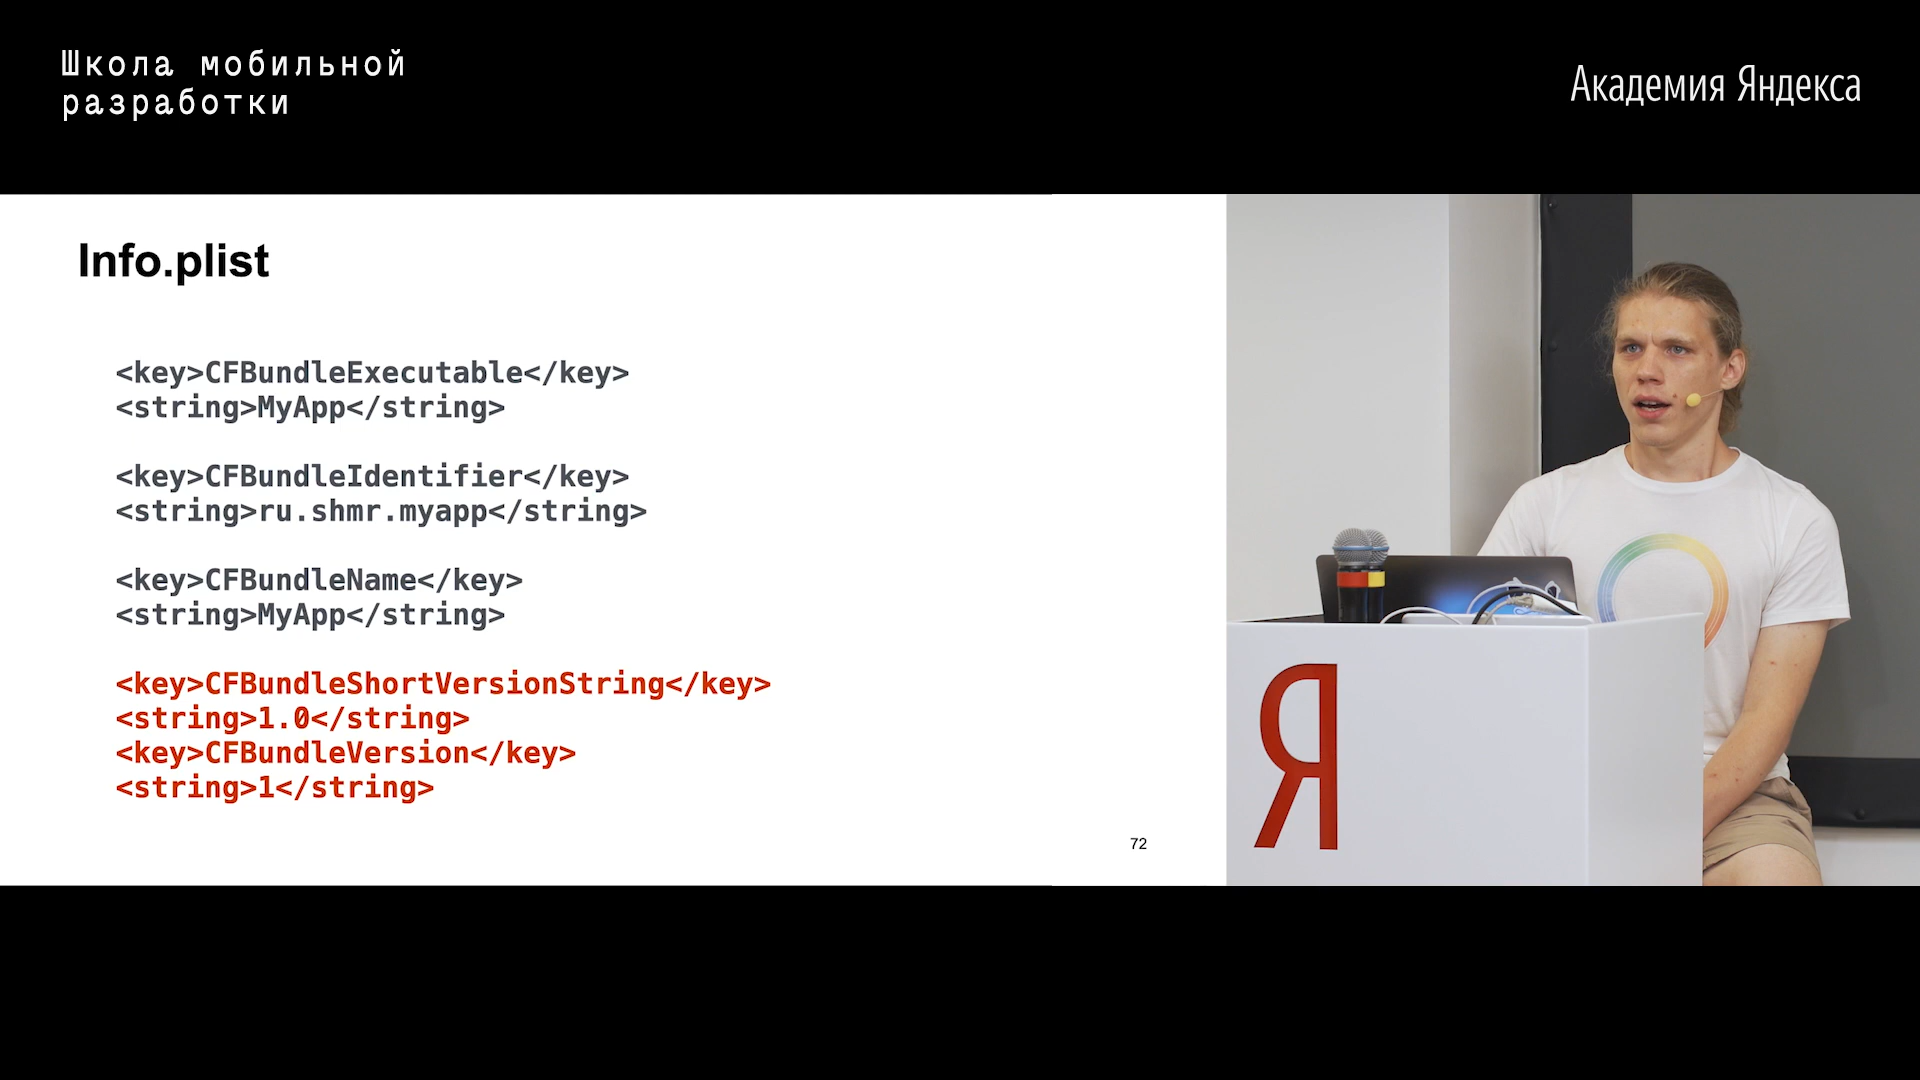 Школа мобильной
разработки
Академия Яндекса
Info.plist
<key>CFBundleExecutable</key>
<string>MyApp</string>
<key>CFBundleIdentifier</key>
<string>ru.shmr.myapp</string>
<key>CFBundleName</key>
<string>MyApp</string>
<key>CFBundleShortVersionString</key>
<string>1.0</string>
<key>CFBundleVersion</key>
<string>1</string>
72
Я